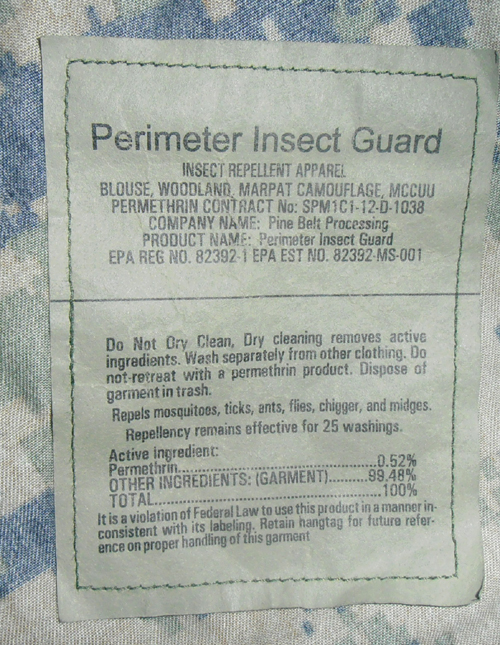 Perimeter Insect Guard
INSECT REPELLENT APPAREL
BLOUSE, WOODLAND, MARPAT CAMOUFLAGE, MCCUU
PERMETHRIN CONTRACT No: SPM1C1-12-D-1038
COMPANY NAME: Pine Belt Processing
PRODUCT NAME: Perimeter Insect Guard
EPA REG NO. 82392-1 EPA EST NO. 82392-MS-001
Do Not Dry Clean, Dry cleaning removes active
ingredients. Wash separately from other clothing. Do
not-retreat with a permethrin product. Dispose of
garment in trash.
Repels mosquitoes, ticks, ants, flies, chigger, and midges.
Repellency remains effective for 25 washings.
Active ingredient:
Permethrin...........................................0.52%
OTHER INGREDIENTS: (GARMENT).........99.48%
TOTAL.................................................100%
It is a violation of Federal Law to use this product in a manner in-
consistent with its labeling. Retain hangtag for future refer-
ence on proper handling of this garment